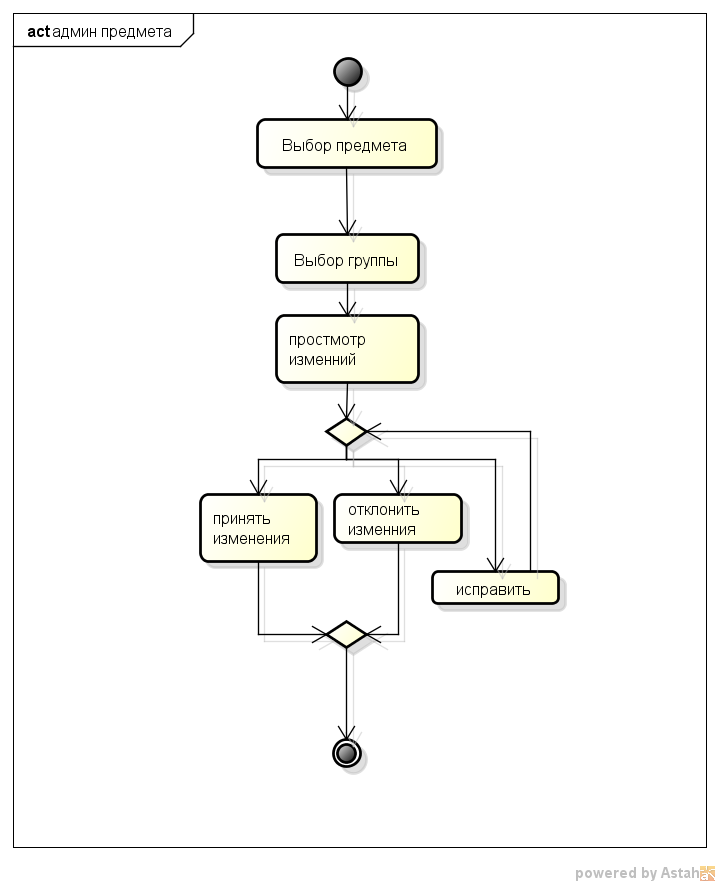 act админ предмета
Выбор предмета
Выбор группы
простмотр
изменний
принять
изменения
отклонить
изменния
исправить
powered by Astah